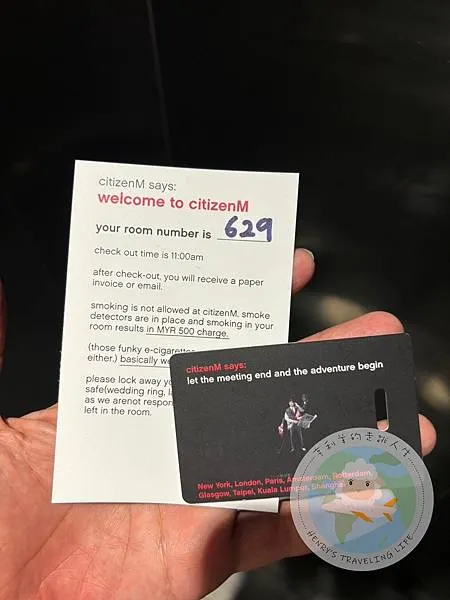 citizenM says:
welcome to citizenM
your room number is 629
check out time is 11:00am
after check-out, you will receive a paper
invoice or email.
smoking is not allowed at citizenM. smoke
detectors are in place and smoking in your
room results in MYR 500 charge.
(those funky e-cigarette
either.) basically
please lock away
safe(wedding ring,
as we arenot
left in the room.
citizenM says:
let the meeting end and the adventure begin
New York, London, Paris, Amsterdam, Rotterdam,
Glasgow, Taipei, Kuala Lumpur, Shanghai
亨利爸的走跳人生
HENRY'S TRAVELING LIFE